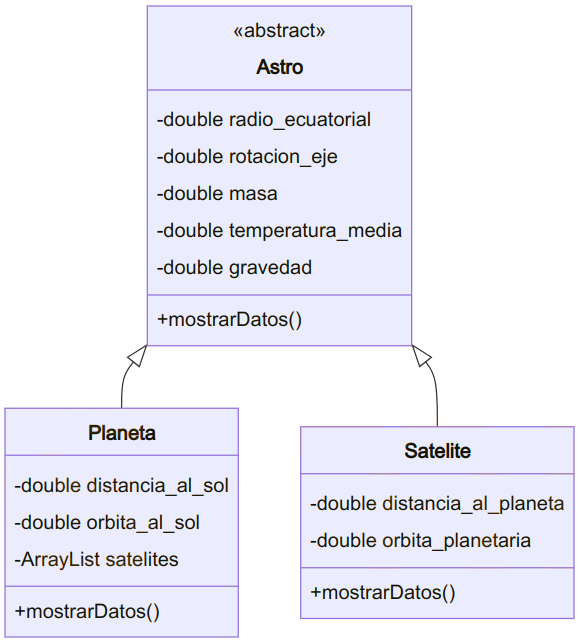 «abstract»
Astro
-double radio_ecuatorial
-double rotacion_eje
-double masa
-double temperatura_media
-double gravedad
+mostrarDatos()
Planeta
-double distancia_al_sol
-double orbita_al_sol
-ArrayList satelites
+mostrarDatos()
Satelite
-double distancia_al_planeta
-double orbita_planetaria
+mostrarDatos()